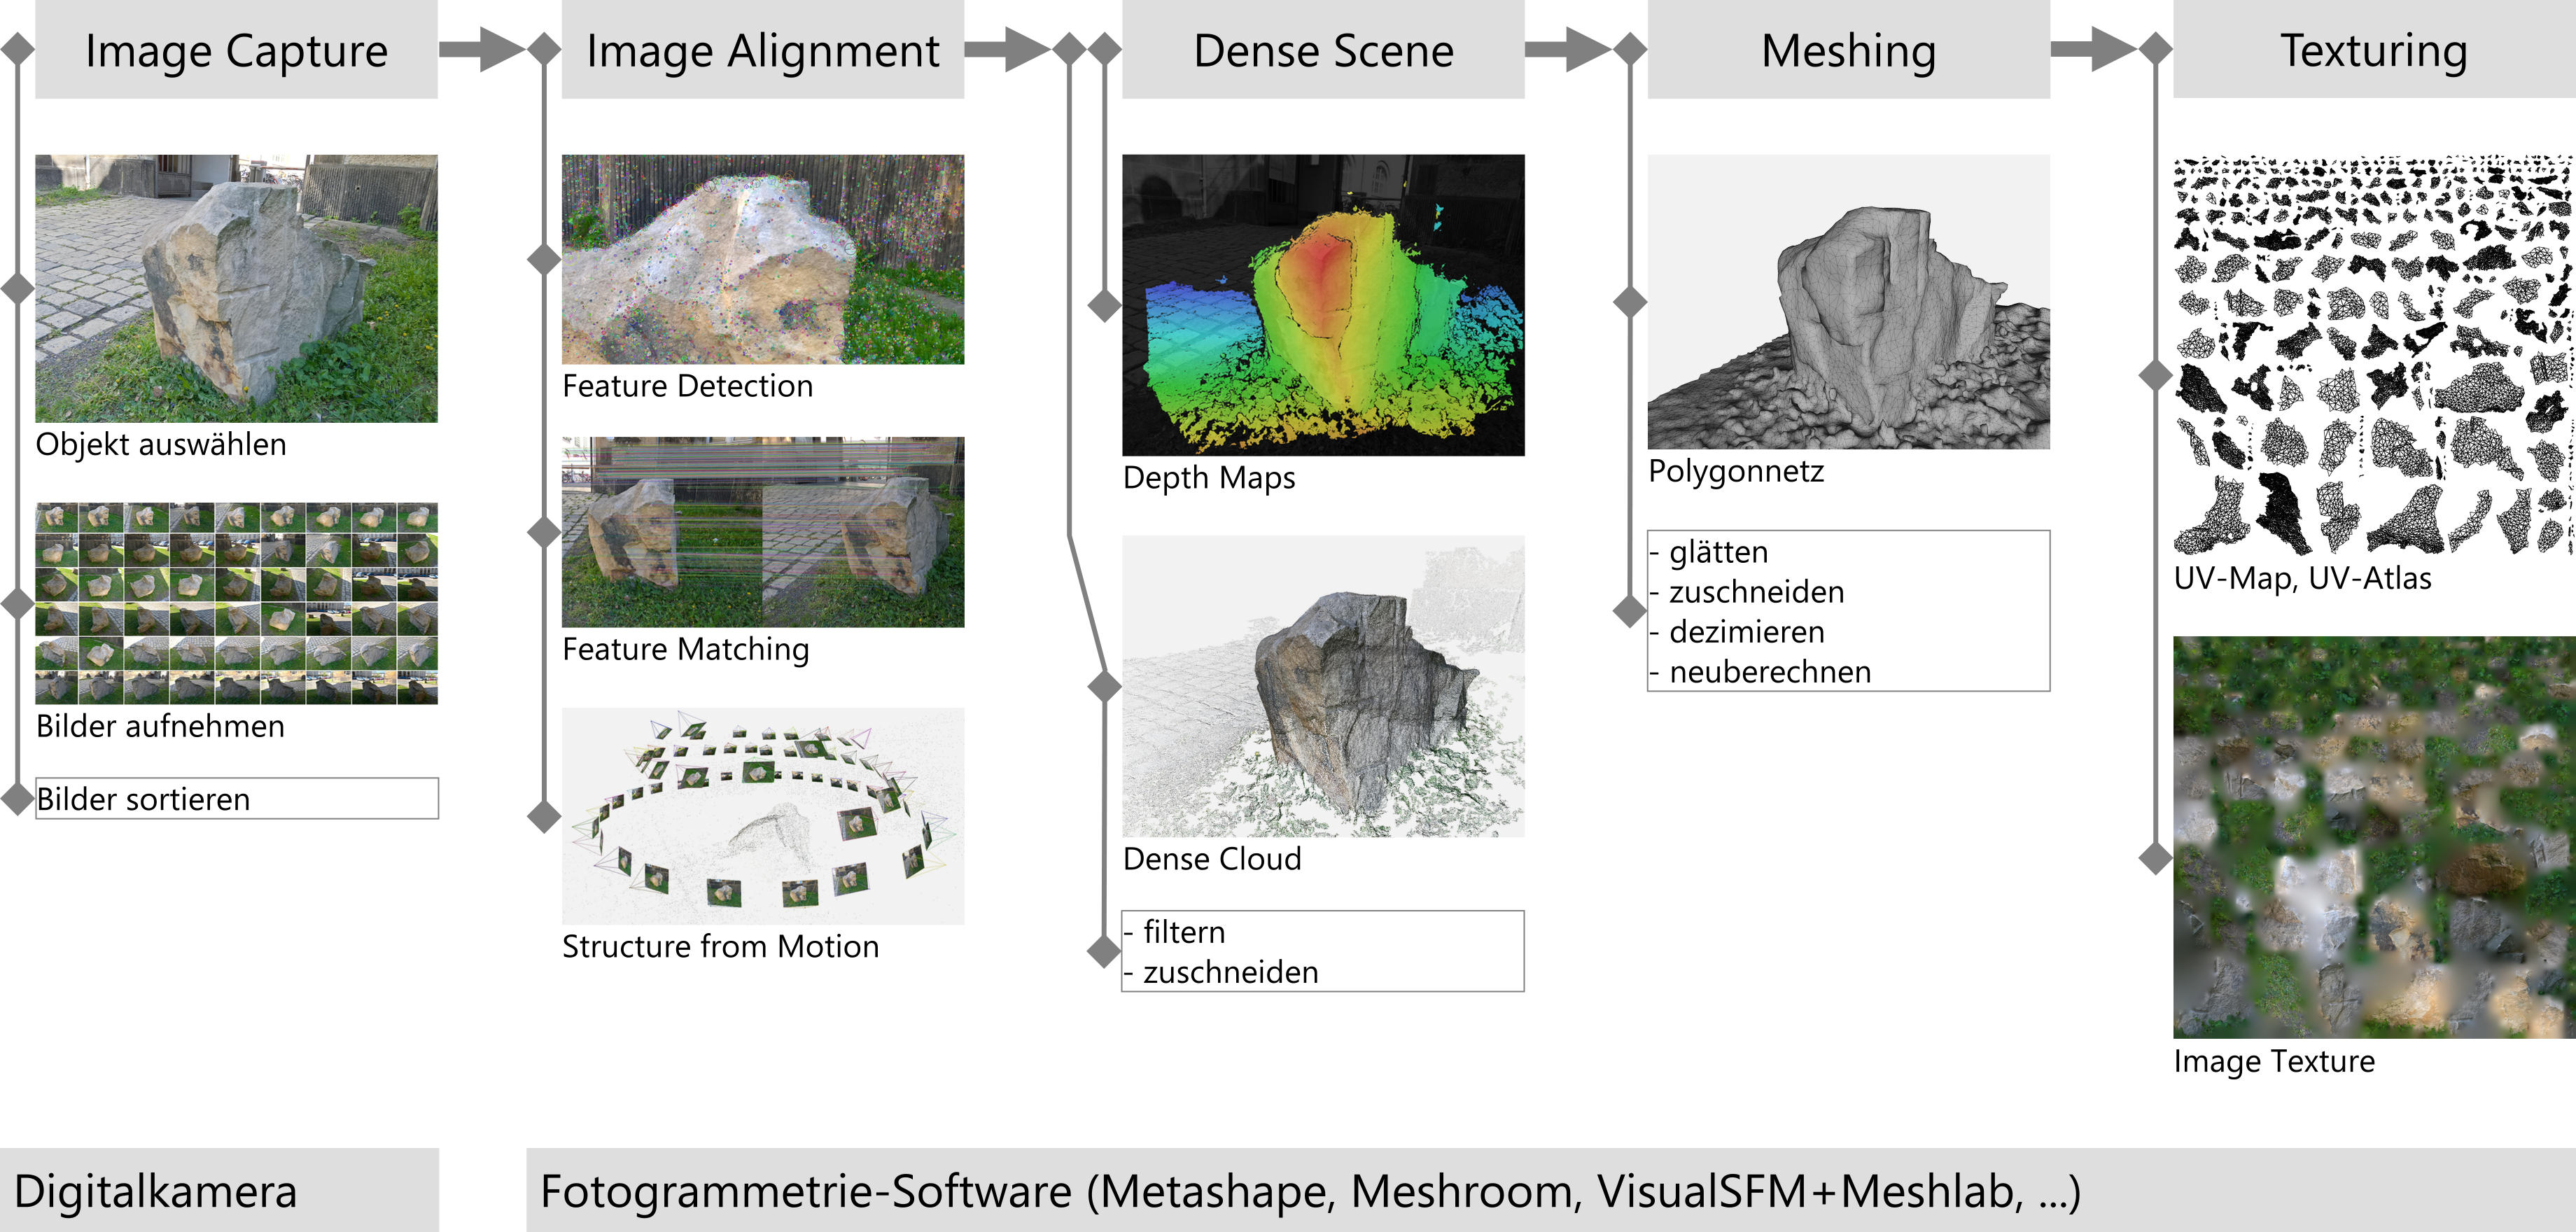 Image Capture
Objekt auswählen
Bilder aufnehmen
Bilder sortieren
Image Alignment
Feature Detection
Feature Matching
Structure from Motion
Dense Scene
Depth Maps
Dense Cloud
- filtern
- zuschneiden
Meshing
Polygonnetz
- glätten
- zuschneiden
- dezimieren
- neuberechnen
Texturing
UV-Map, UV-Atlas
Image Texture
Digitalkamera
Fotogrammetrie-Software (Metashape, Meshroom, VisualSFM+Meshlab, ...)